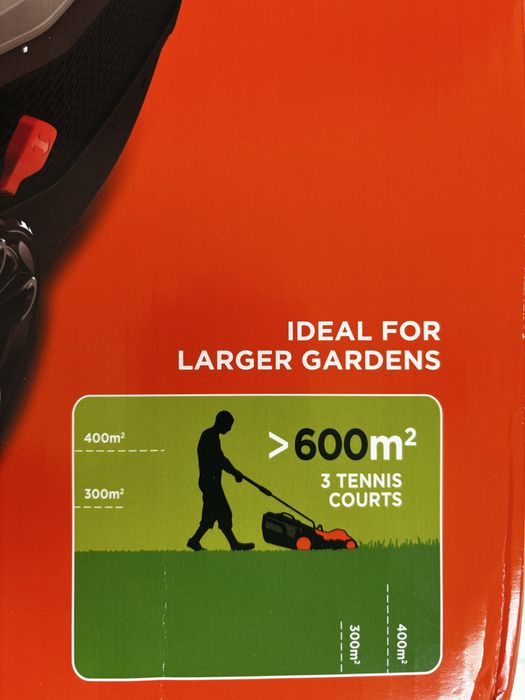 IDEAL FOR
LARGER GARDENS
400m²
>600m²
3 TENNIS
COURTS
300m²
300m²
400m²